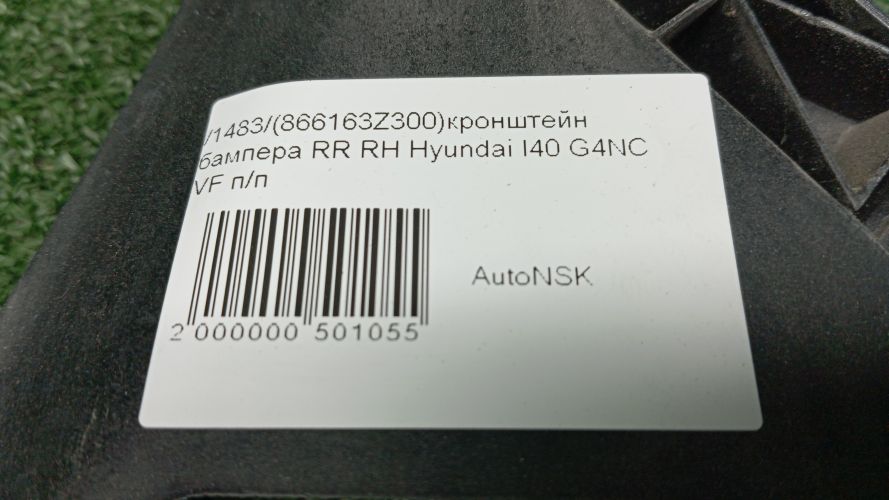 /1483/(866163Z300)кронштейн
бампера RR RH Hyundai I40 G4NC
VF п/п
AutoNSK
2 000000 501055